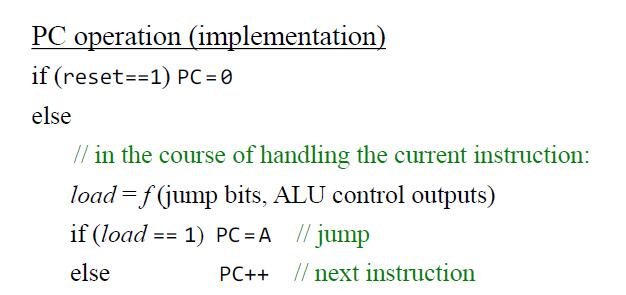 PC operation (implementation)
if (reset==1) PC=0
else
// in the course of handling the current instruction:
load = f (jump bits, ALU control outputs)
if (load == 1) PC=A // jump
else PC++ // next instruction